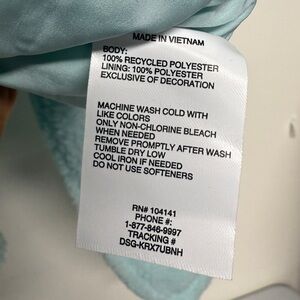 MADE IN VIETNAM
BODY:
100% RECYCLED POLYESTER
LINING: 100% POLYESTER
EXCLUSIVE OF DECORATION
MACHINE WASH COLD WITH
LIKE COLORS
ONLY NON-CHLORINE BLEACH
WHEN NEEDED
REMOVE PROMPTLY AFTER WASH
TUMBLE DRY LOW
COOL IRON IF NEEDED
DO NOT USE SOFTENERS
RN# 104141
PHONE #:
1-877-846-9997
TRACKING #
DSG-KRX7UBNH